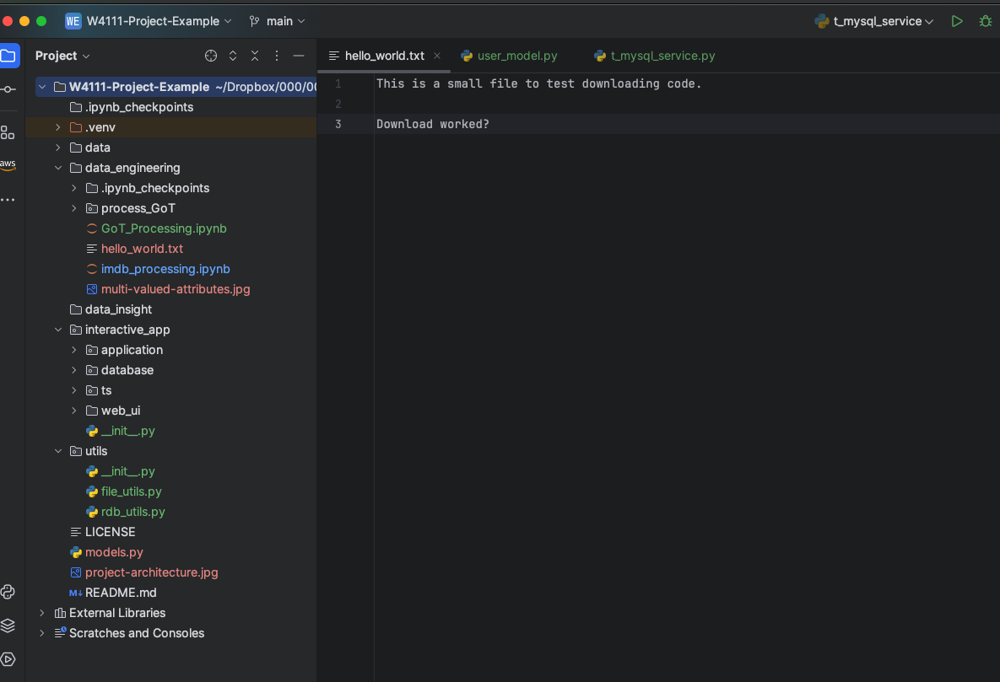 WE W4111-Project-Example main t_mysql_service
Project
hello_world.txt user_model.py t_mysql_service.py
W4111-Project-Example ~/Dropbox/000/00
.ipynb_checkpoints
.venv
data
data_engineering
.ipynb_checkpoints
process_GoT
GoT_Processing.ipynb
hello_world.txt
imdb_processing.ipynb
multi-valued-attributes.jpg
data_insight
interactive_app
application
database
ts
web_ui
__init__.py
utils
__init__.py
file_utils.py
rdb_utils.py
LICENSE
models.py
project-architecture.jpg
M↓ README.md
External Libraries
Scratches and Consoles
aws
1 This is a small file to test downloading code.
2
3 Download worked?